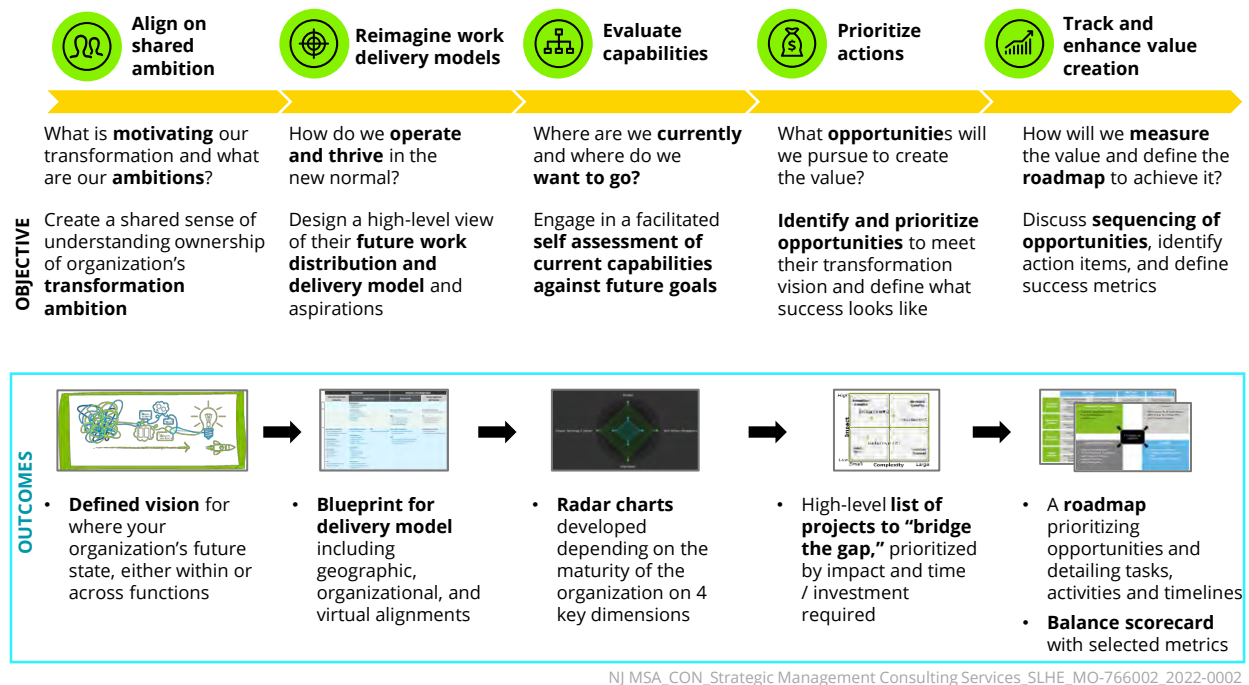 Align on
shared
ambition
Reimagine work
delivery models
Evaluate
capabilities
Prioritize
actions
Track and
enhance value
creation
What is motivating our
transformation and what
are our ambitions?
How do we operate
and thrive in the
new normal?
Where are we currently
and where do we
want to go?
What opportunities will
we pursue to create
the value?
How will we measure
the value and define the
roadmap to achieve it?
OBJECTIVE
Create a shared sense of
understanding ownership
of organization's
transformation
ambition
Design a high-level view
of their future work
distribution and
delivery model and
aspirations
Engage in a facilitated
self assessment of
current capabilities
against future goals
Identify and prioritize
opportunities to meet
their transformation
vision and define what
success looks like
Discuss sequencing of
opportunities, identify
action items, and define
success metrics
OUTCOMES
High
Impact
Low
Small
Complexity
Large
• Defined vision for
where your
organization's future
state, either within or
across functions
• Blueprint for
delivery model
including
geographic,
organizational, and
virtual alignments
• Radar charts
developed
depending on the
maturity of the
organization on 4
key dimensions
• High-level list of
projects to "bridge
the gap," prioritized
by impact and time
/ investment
required
• A roadmap
prioritizing
opportunities and
detailing tasks,
activities and timelines
• Balance scorecard
with selected metrics
NJ MSA_CON_Strategic Management Consulting Services_SLHE_MO-766002_2022-0002